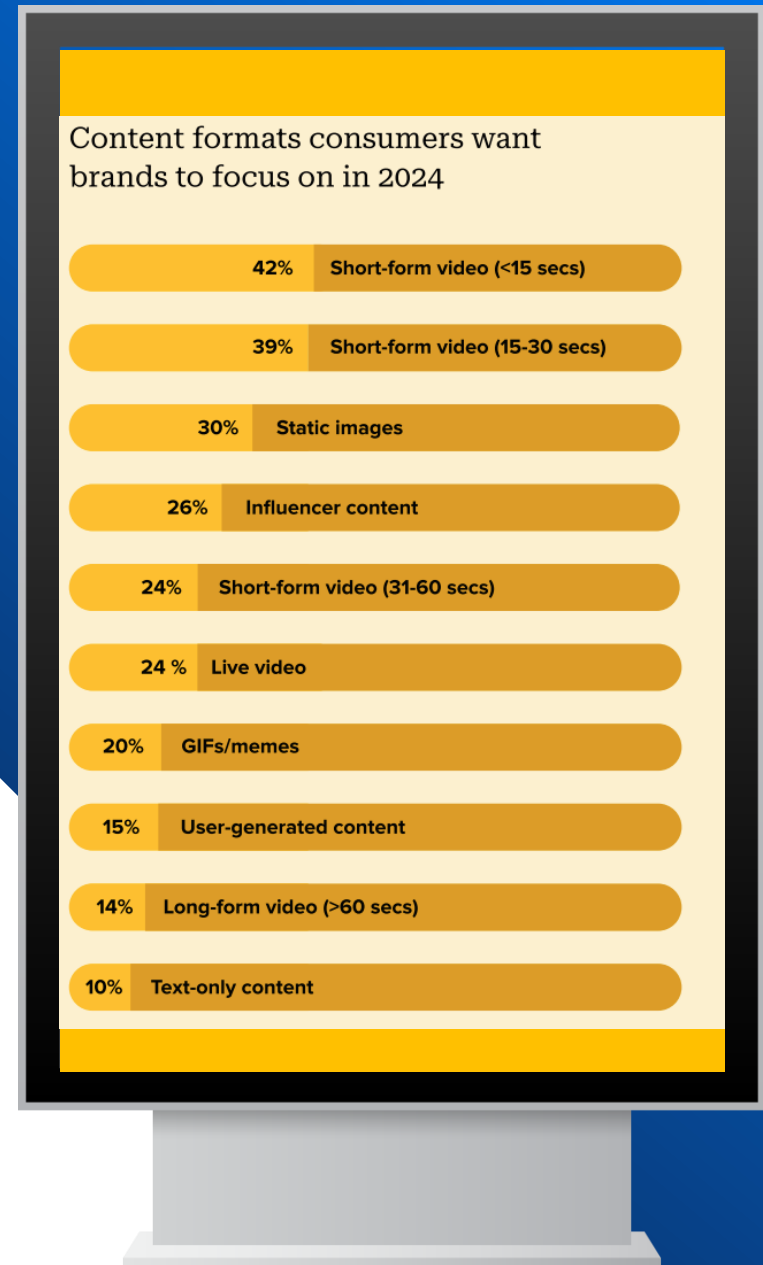 Content formats consumers want
brands to focus on in 2024
42% Short-form video (<15 secs)
39% Short-form video (15-30 secs)
30% Static images
26% Influencer content
24% Short-form video (31-60 secs)
24 % Live video
20% GIFs/memes
15% User-generated content
14% Long-form video (>60 secs)
10% Text-only content